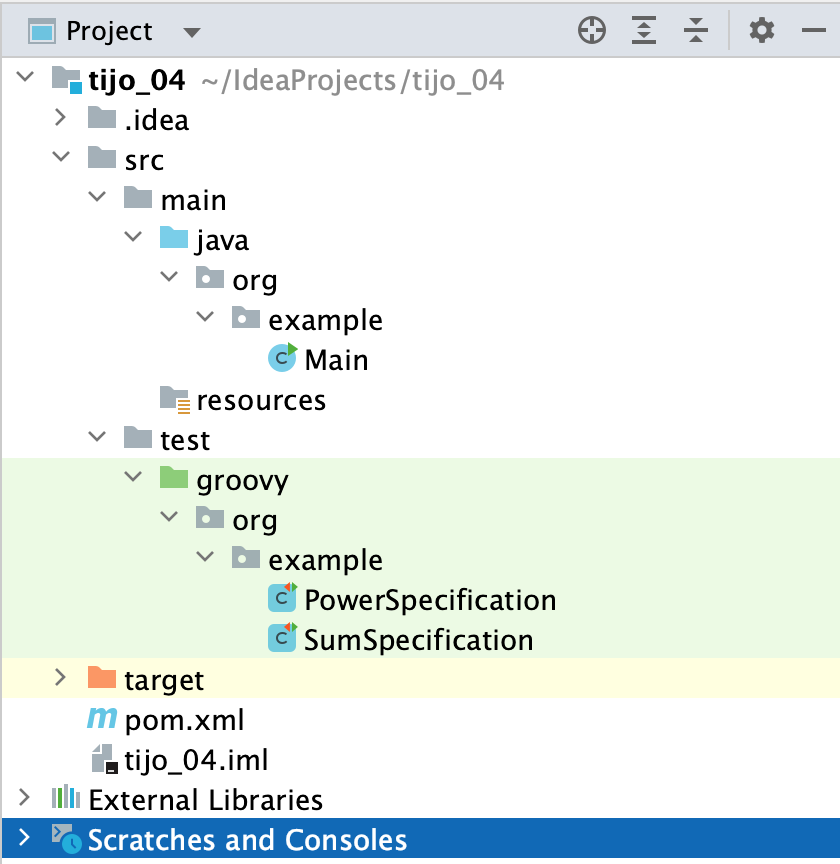 Project
tijo_04 ~/IdeaProjects/tijo_04
.idea
src
main
java
org
example
C Main
resources
test
groovy
org
example
C PowerSpecification
C SumSpecification
target
m pom.xml
tijo_04.iml
External Libraries
Scratches and Consoles